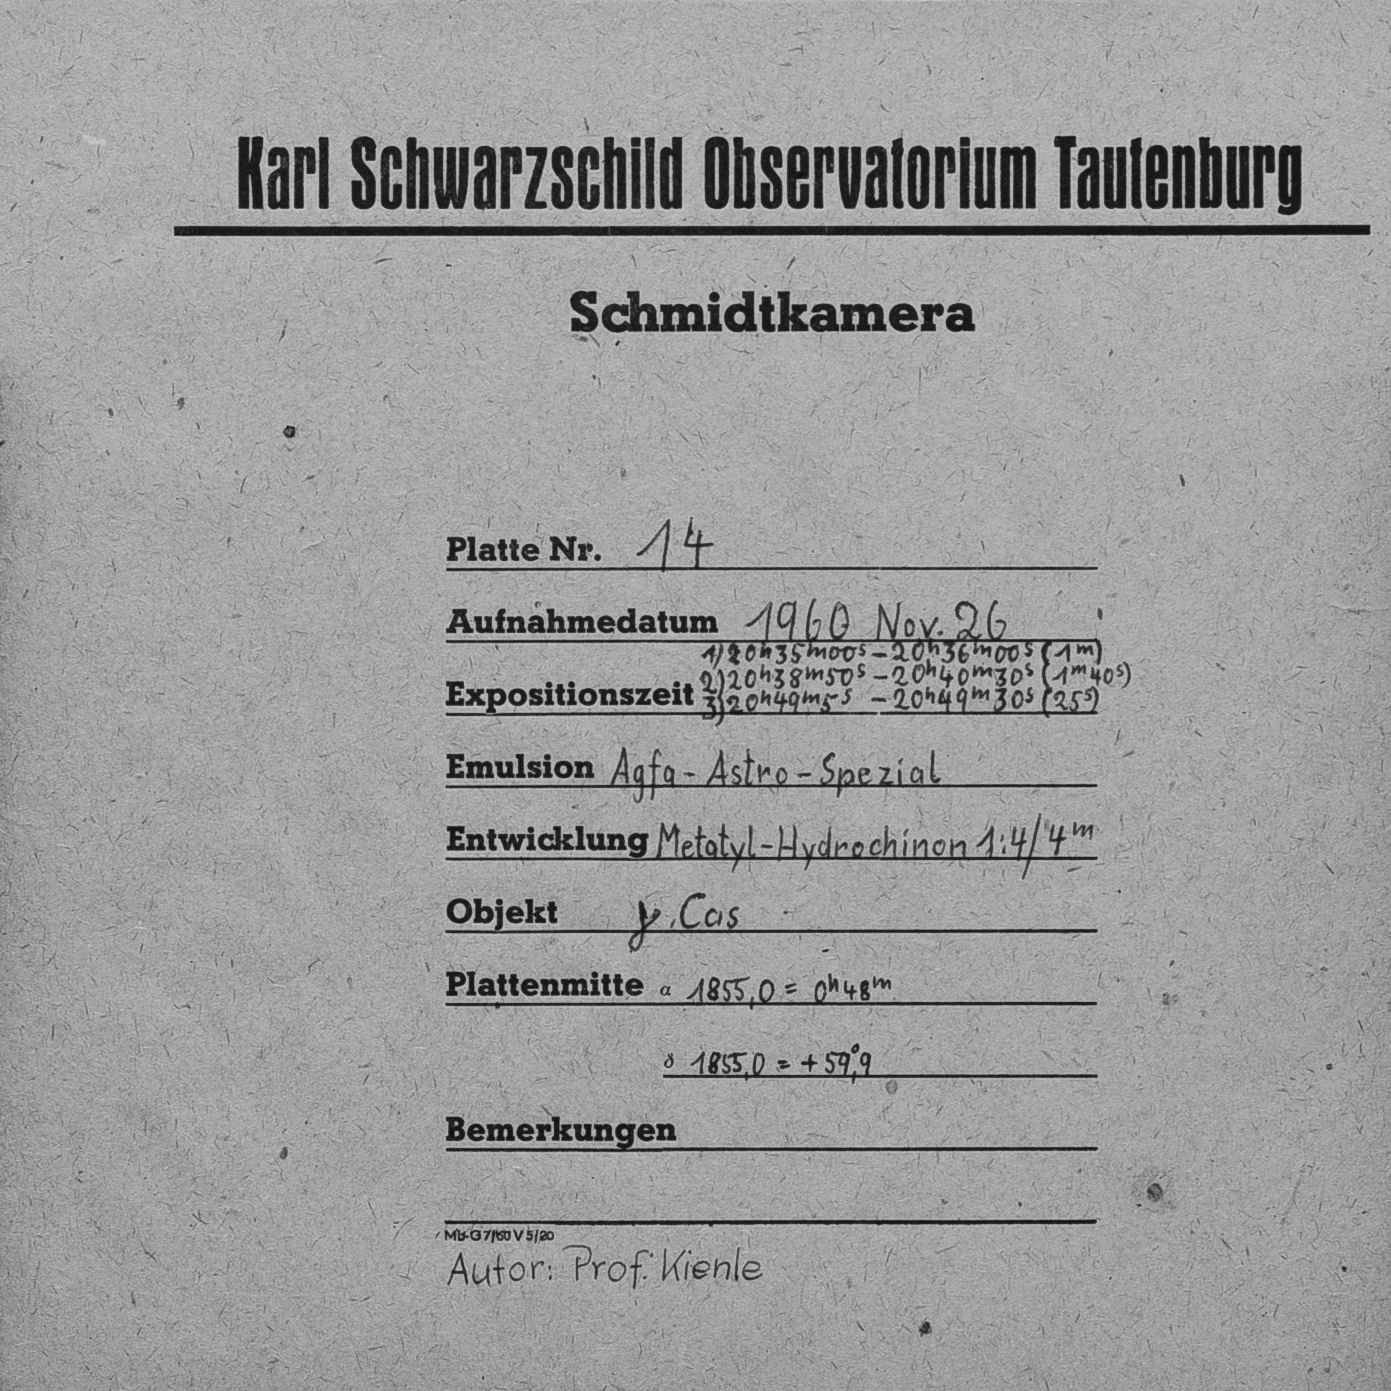 Karl Schwarzschild Observatorium Tautenburg
Schmidtkamera
Platte Nr. 14
Aufnahmedatum 1960 Nov. 26
1) 20h35m00s – 20h36m00s (1m)
2) 20h38m50s – 20h40m30s (1m40s)
Expositionszeit 3) 20h49m5s – 20h49m30s (25s)
Emulsion Agfa - Astro - Spezial
Entwicklung Metatyl-Hydrochinon 1:4/4m
Objekt γ Cas
Plattenmitte α 1855,0 = 0h48m
δ 1855,0 = +59°,9
Bemerkungen
Mb-G 7/60 V 5/20
Autor: Prof. Kienle